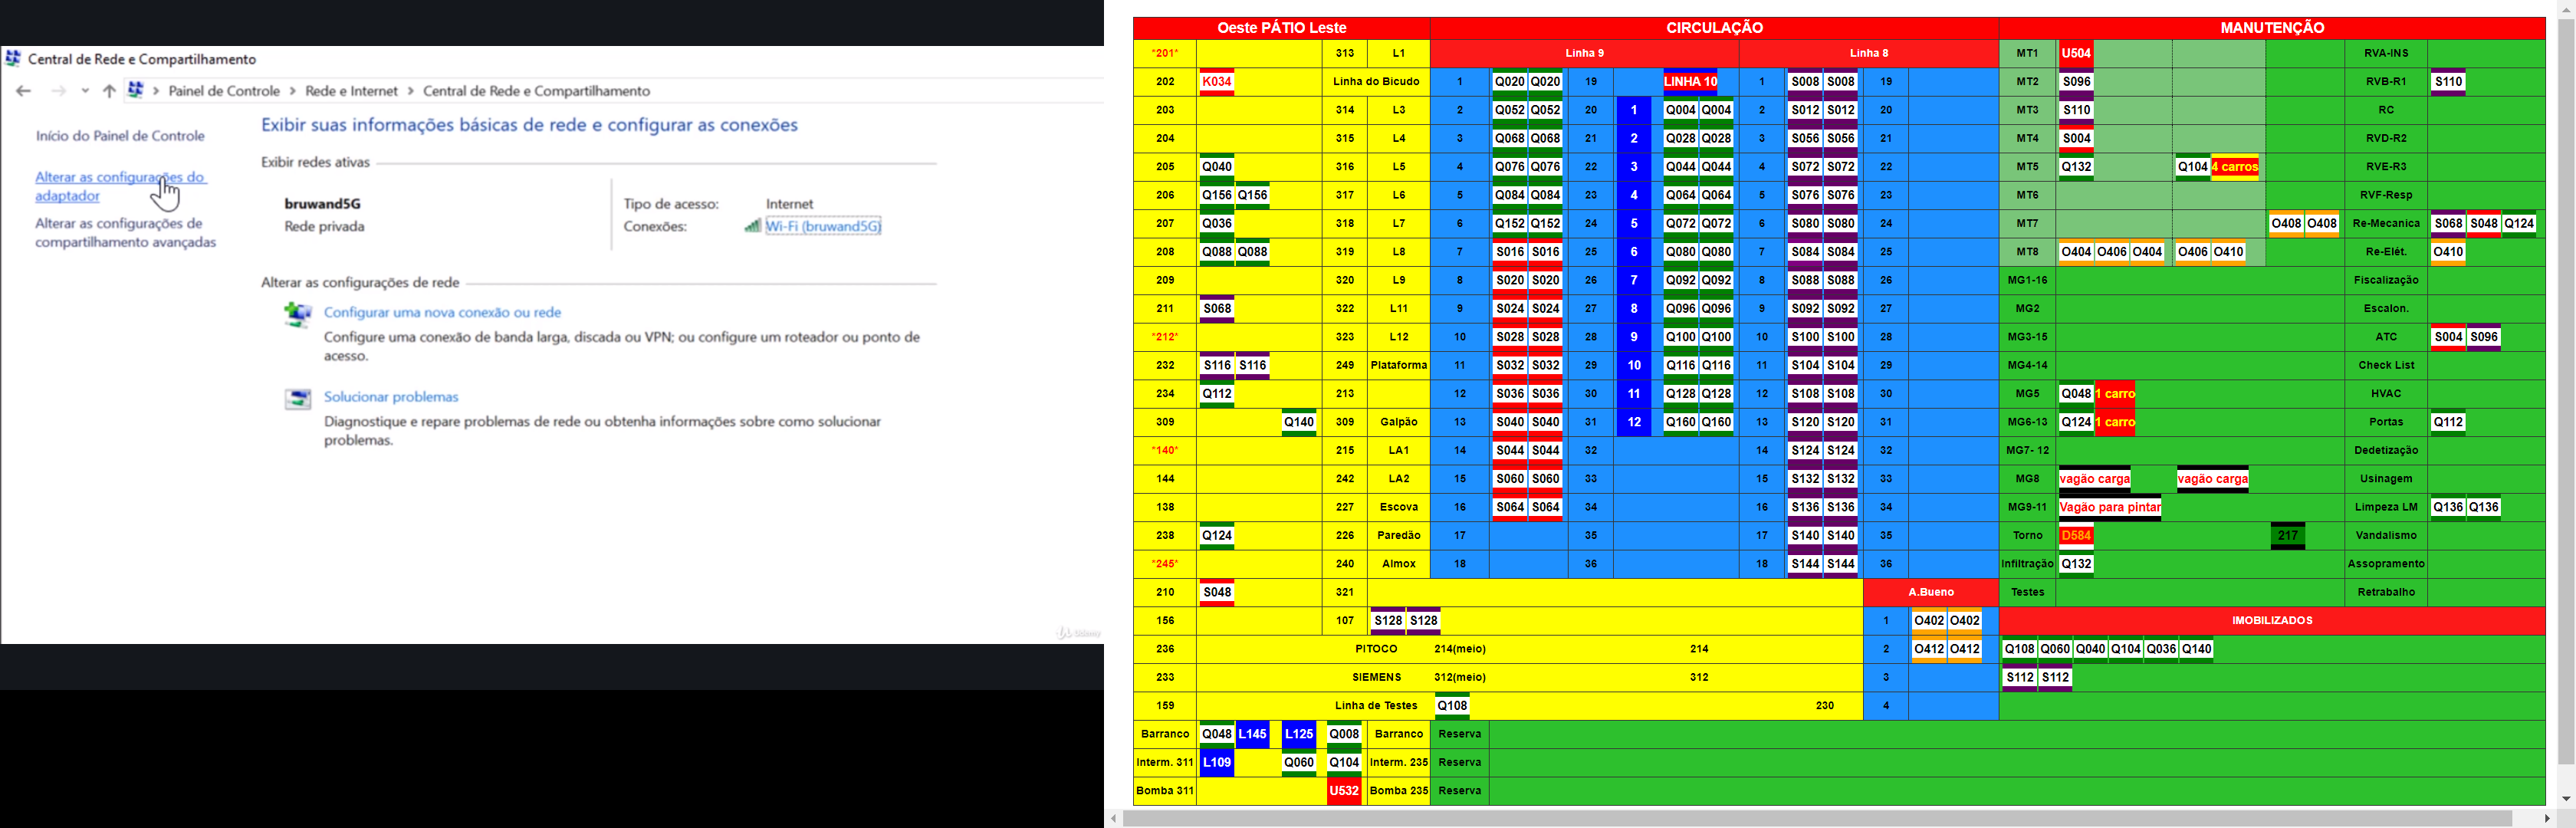 Central de Rede e Compartilhamento
Painel de Controle > Rede e Internet > Central de Rede e Compartilhamento
Início do Painel de Controle
Alterar as configurações do
adaptador
Alterar as configurações de
compartilhamento avançadas
Exibir suas informações básicas de rede e configurar as conexões
Exibir redes ativas
bruwand5G
Rede privada
Tipo de acesso: Internet
Conexões: Wi-Fi (bruwand5G)
Alterar as configurações de rede
Configurar uma nova conexão ou rede
Configure uma conexão de banda larga, discada ou VPN; ou configure um roteador ou ponto de
acesso.
Solucionar problemas
Diagnostique e repare problemas de rede ou obtenha informações sobre como solucionar
problemas.
Udemy
Oeste PÁTIO Leste CIRCULAÇÃO MANUTENÇÃO
*201* 313 L1 Linha 9 Linha 8 MT1 U504 RVA-INS
202 K034 Linha do Bicudo 1 Q020 Q020 19 LINHA 10 1 S008 S008 19 MT2 S096 RVB-R1 S110
203 314 L3 2 Q052 Q052 20 1 Q004 Q004 2 S012 S012 20 MT3 S110 RC
204 315 L4 3 Q068 Q068 21 2 Q028 Q028 3 S056 S056 21 MT4 S004 RVD-R2
205 Q040 316 L5 4 Q076 Q076 22 3 Q044 Q044 4 S072 S072 22 MT5 Q132 Q104 4 carros RVE-R3
206 Q156 Q156 317 L6 5 Q084 Q084 23 4 Q064 Q064 5 S076 S076 23 MT6 RVF-Resp
207 Q036 318 L7 6 Q152 Q152 24 5 Q072 Q072 6 S080 S080 24 MT7 O408 O408 Re-Mecanica S068 S048 Q124
208 Q088 Q088 319 L8 7 S016 S016 25 6 Q080 Q080 7 S084 S084 25 MT8 O404 O406 O404 O406 O410 Re-Elét. O410
209 320 L9 8 S020 S020 26 7 Q092 Q092 8 S088 S088 26 MG1-16 Fiscalização
211 S068 322 L11 9 S024 S024 27 8 Q096 Q096 9 S092 S092 27 MG2 Escalon.
*212* 323 L12 10 S028 S028 28 9 Q100 Q100 10 S100 S100 28 MG3-15 ATC S004 S096
232 S116 S116 249 Plataforma 11 S032 S032 29 10 Q116 Q116 11 S104 S104 29 MG4-14 Check List
234 Q112 213 12 S036 S036 30 11 Q128 Q128 12 S108 S108 30 MG5 Q048 1 carro HVAC
309 Q140 309 Galpão 13 S040 S040 31 12 Q160 Q160 13 S120 S120 31 MG6-13 Q124 1 carro Portas Q112
*140* 215 LA1 14 S044 S044 32 14 S124 S124 32 MG7- 12 Dedetização
144 242 LA2 15 S060 S060 33 15 S132 S132 33 MG8 vagão carga vagão carga Usinagem
138 227 Escova 16 S064 S064 34 16 S136 S136 34 MG9-11 Vagão para pintar Limpeza LM Q136 Q136
238 Q124 226 Paredão 17 35 17 S140 S140 35 Torno D584 217 Vandalismo
*245* 240 Almox 18 36 18 S144 S144 36 Infiltração Q132 Assopramento
210 S048 321 A.Bueno Testes Retrabalho
156 107 S128 S128 1 O402 O402 IMOBILIZADOS
236 PITOCO 214(meio) 214 2 O412 O412 Q108 Q060 Q040 Q104 Q036 Q140
233 SIEMENS 312(meio) 312 3 S112 S112
159 Linha de Testes Q108 230 4
Barranco Q048 L145 L125 Q008 Barranco Reserva
Interm. 311 L109 Q060 Q104 Interm. 235 Reserva
Bomba 311 U532 Bomba 235 Reserva